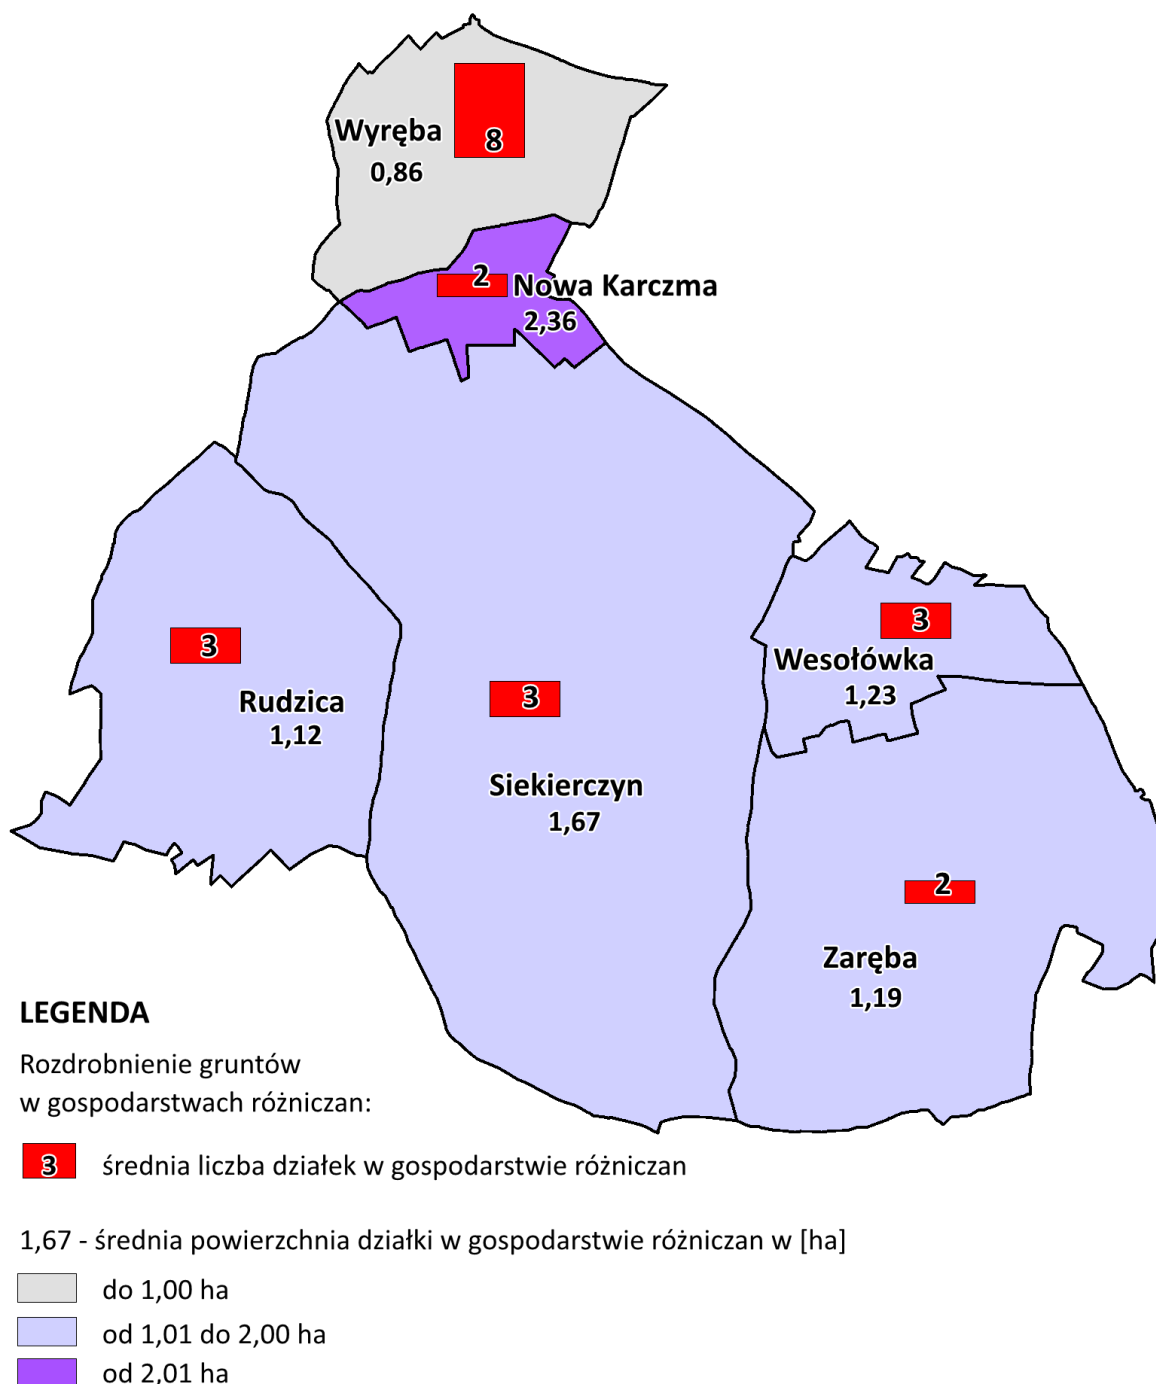 Wyręba
8
0,86
2
Nowa Karczma
2,36
3
Rudzica
1,12
3
Siekierczyn
1,67
3
Wesołówka
1,23
2
Zaręba
1,19
LEGENDA
Rozdrobnienie gruntów
w gospodarstwach różniczan:
3 średnia liczba działek w gospodarstwie różniczan
1,67 - średnia powierzchnia działki w gospodarstwie różniczan w [ha]
do 1,00 ha
od 1,01 do 2,00 ha
od 2,01 ha